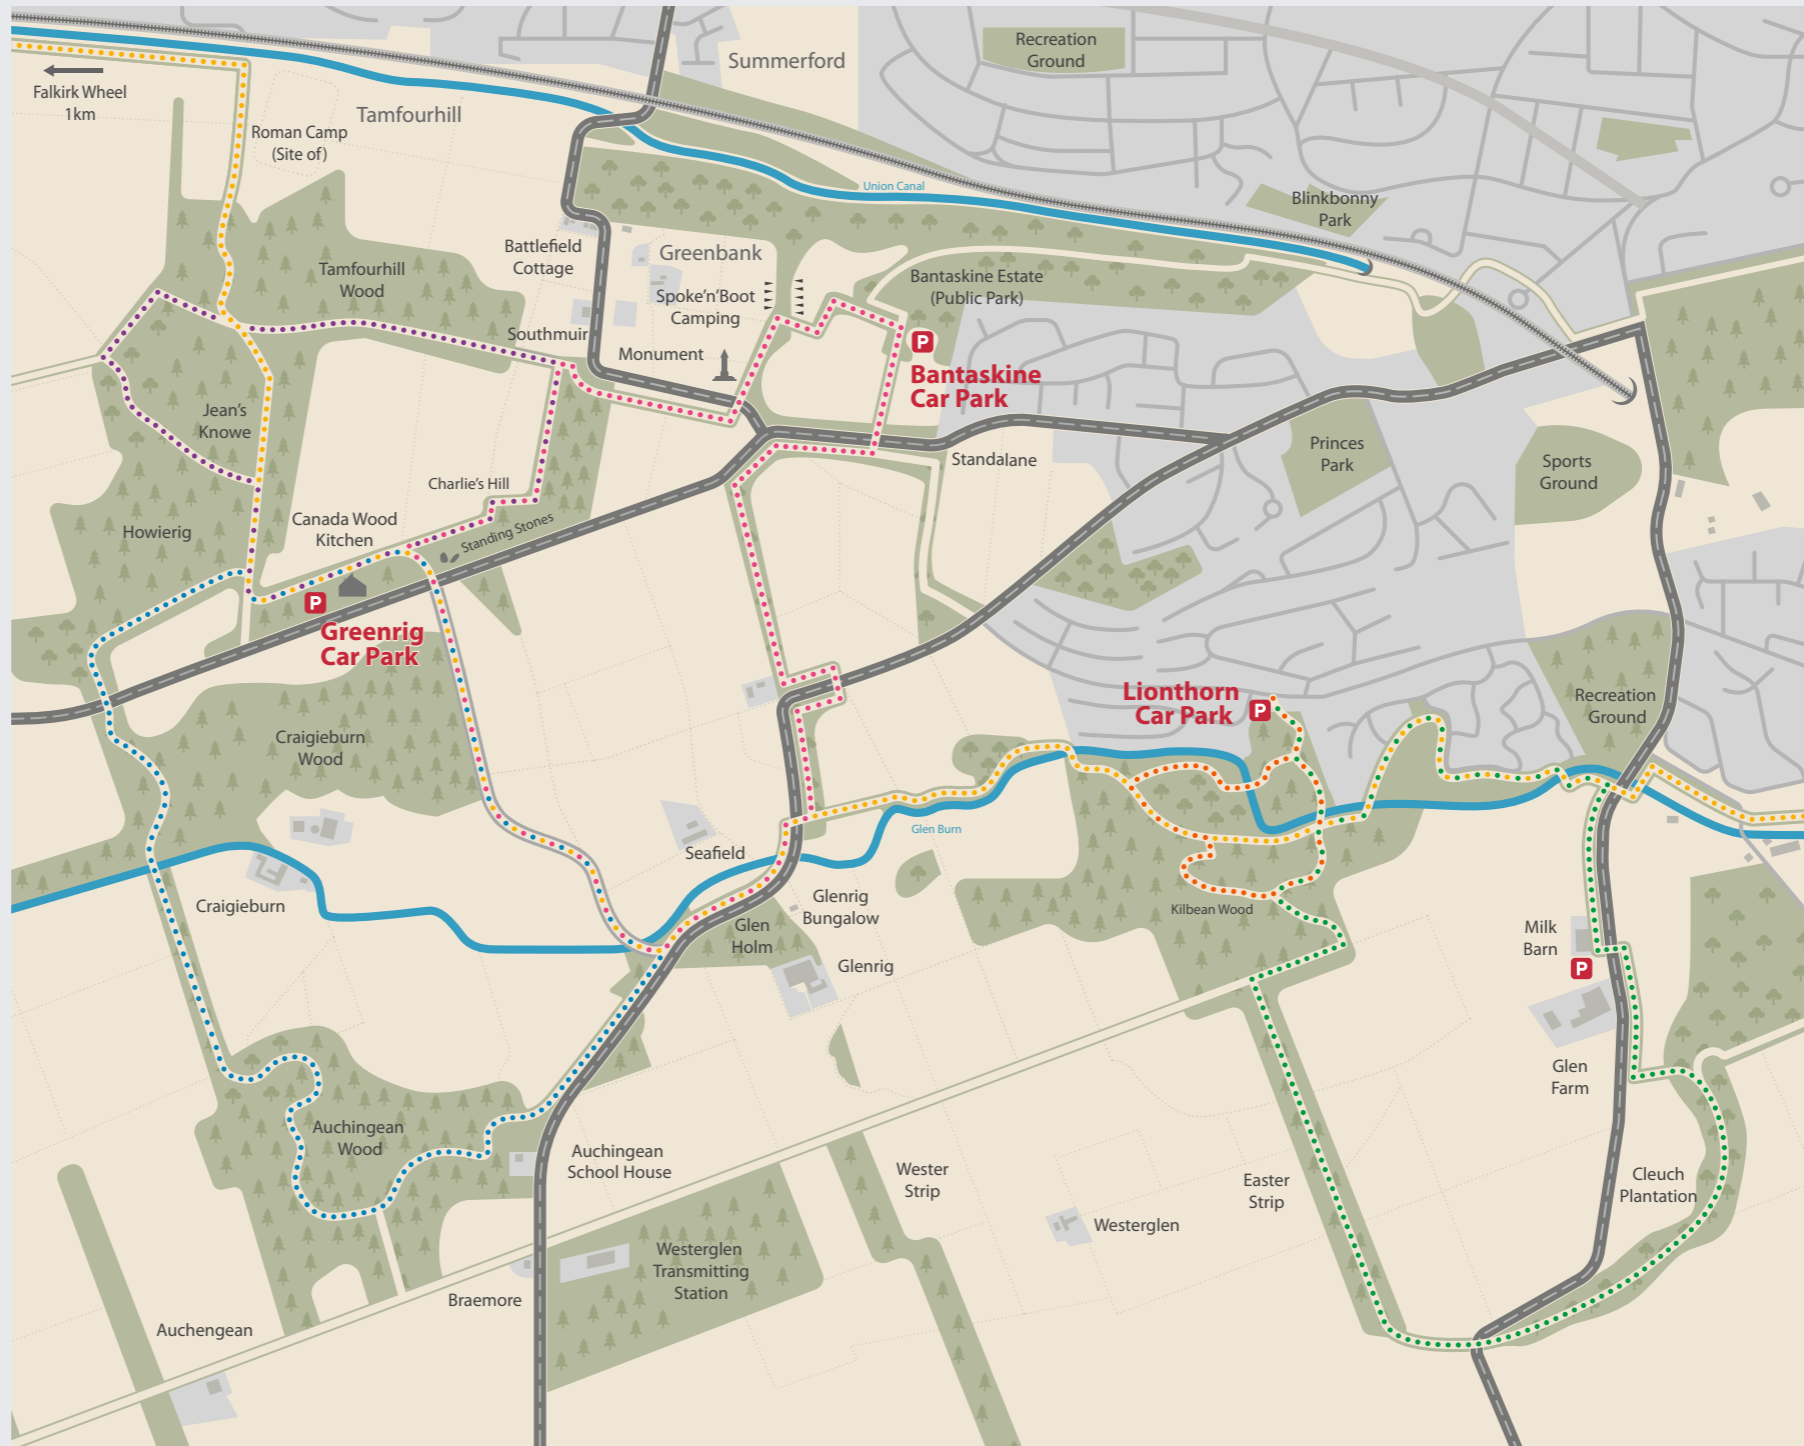 Recreation
Ground
Summerford
Falkirk Wheel
1km
Tamfourhill
Roman Camp
(Site of)
Union Canal
Blinkbonny
Park
Battlefield
Cottage
Greenbank
Tamfourhill
Wood
Bantaskine Estate
(Public Park)
Spoke'n'Boot
Camping
Southmuir
Monument
P
Bantaskine
Car Park
Jean's
Knowe
Princes
Park
Standalane
Sports
Ground
Charlie's Hill
Howierig
Canada Wood
Kitchen
Standing Stones
P
Greenrig
Car Park
Lionthorn
Car Park
P
Recreation
Ground
Craigieburn
Wood
Glen Burn
Seafield
Craigieburn
Glenrig
Bungalow
Glen
Holm
Kilbean Wood
Milk
Barn
P
Glenrig
Glen
Farm
Auchingean
Wood
Auchingean
School House
Wester
Strip
Easter
Strip
Cleuch
Plantation
Westerglen
Westerglen
Transmitting
Station
Braemore
Auchengean